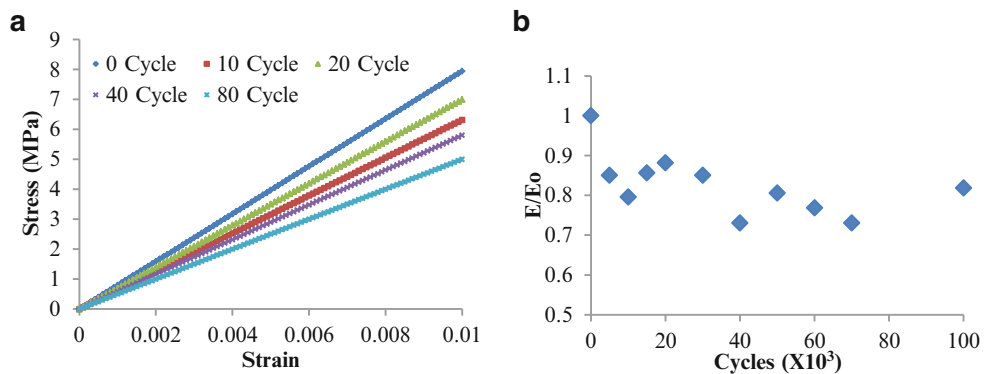 a
9
8
7
6
5
4
3
2
1
0
Stress (MPa)
0 Cycle 10 Cycle 20 Cycle
40 Cycle 80 Cycle
0 0.002 0.004 0.006 0.008 0.01
Strain
b
1.1
1
0.9
0.8
0.7
0.6
0.5
E/Eo
0 20 40 60 80 100
Cycles (X10³)